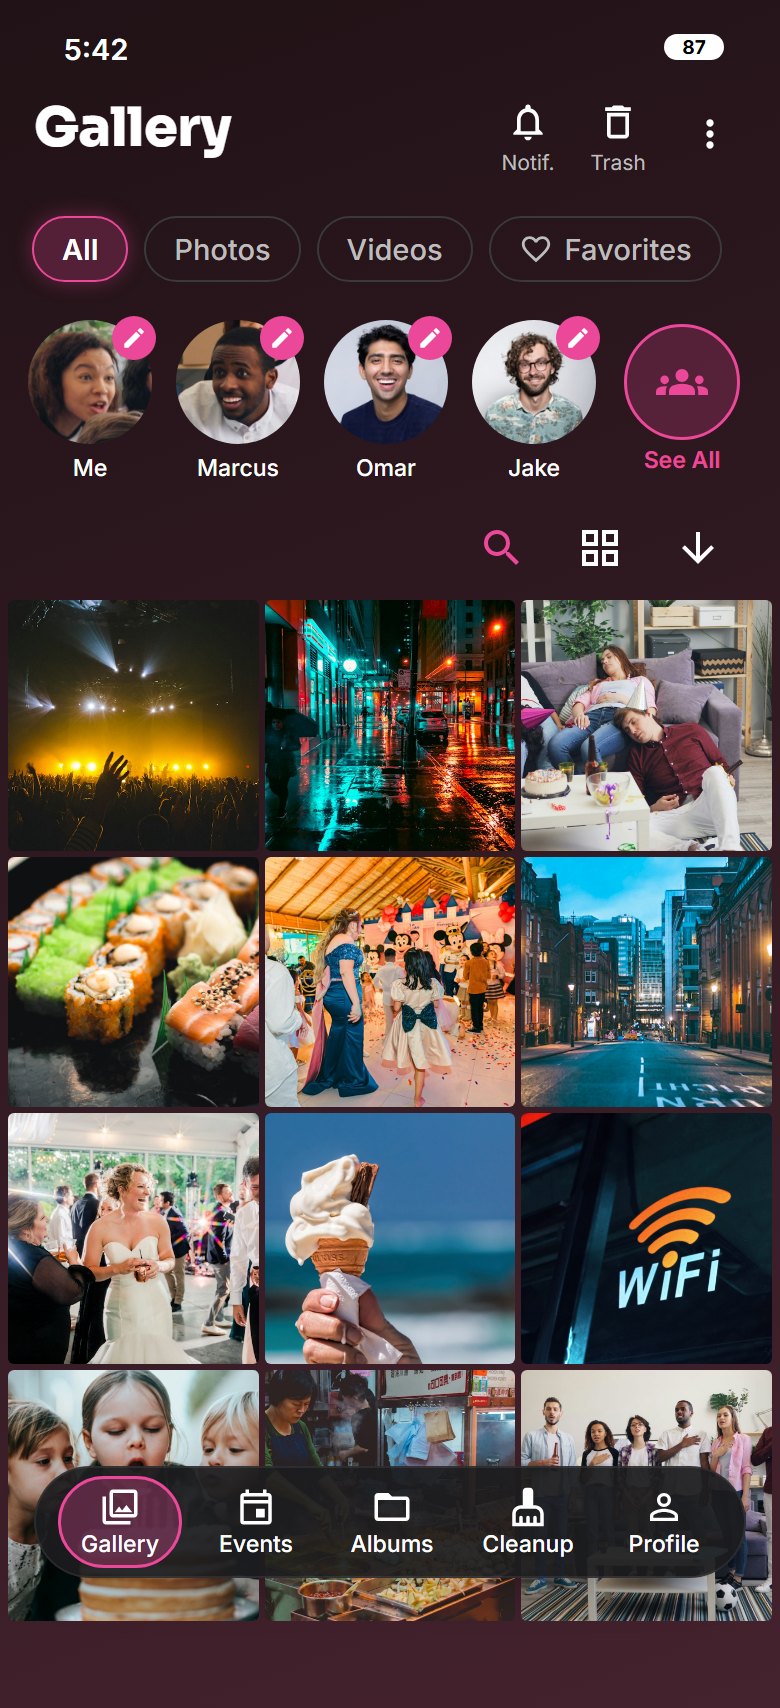 5:42
87
Gallery
Notif.
Trash
All
Photos
Videos
Favorites
Me
Marcus
Omar
Jake
See All
WiFi
Gallery
Events
Albums
Cleanup
Profile